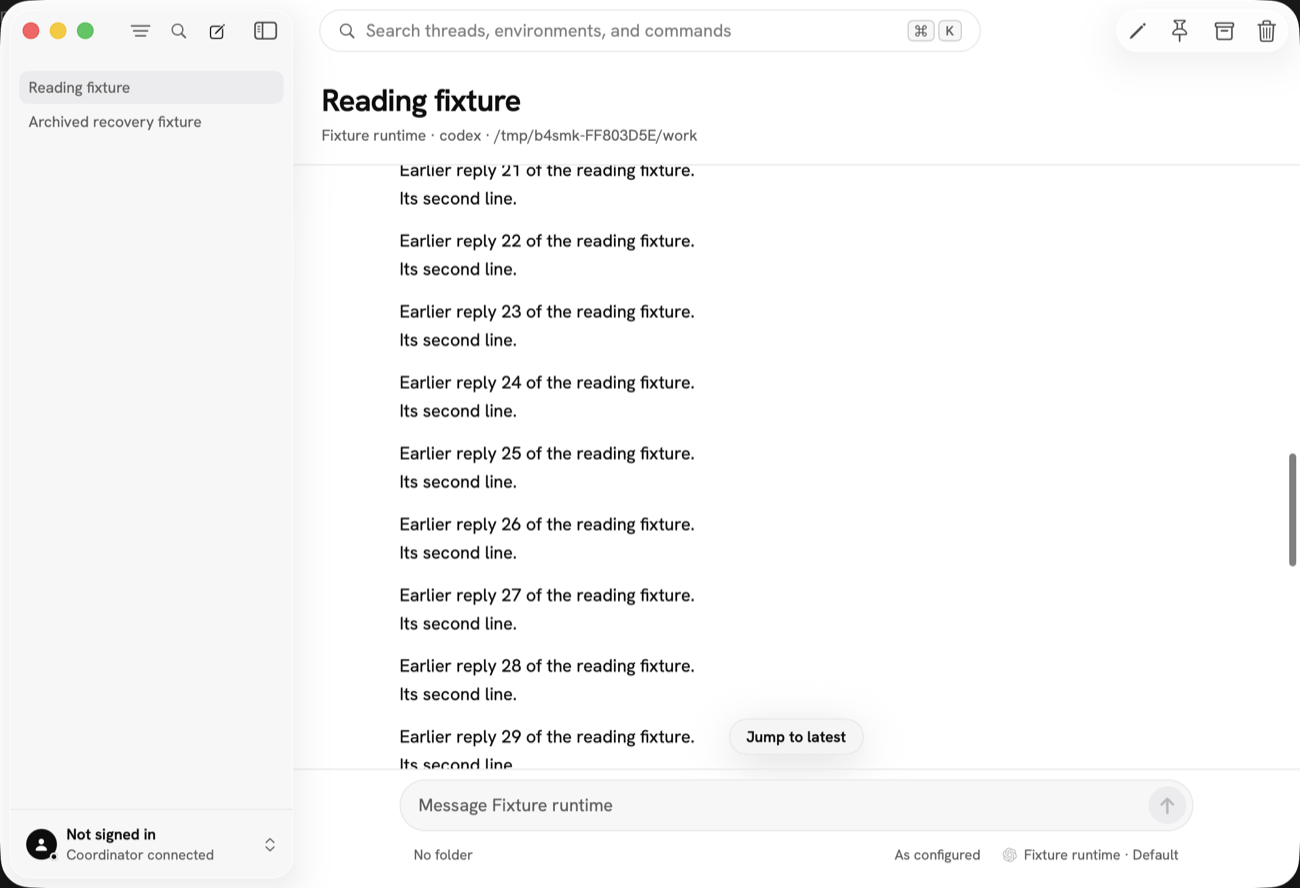 Search threads, environments, and commands
⌘ K
Reading fixture
Archived recovery fixture
Reading fixture
Fixture runtime · codex · /tmp/b4smk-FF803D5E/work
Earlier reply 21 of the reading fixture.
Its second line.
Earlier reply 22 of the reading fixture.
Its second line.
Earlier reply 23 of the reading fixture.
Its second line.
Earlier reply 24 of the reading fixture.
Its second line.
Earlier reply 25 of the reading fixture.
Its second line.
Earlier reply 26 of the reading fixture.
Its second line.
Earlier reply 27 of the reading fixture.
Its second line.
Earlier reply 28 of the reading fixture.
Its second line.
Earlier reply 29 of the reading fixture.
Jump to latest
Its second line
Message Fixture runtime
Not signed in
Coordinator connected
No folder
As configured
Fixture runtime · Default